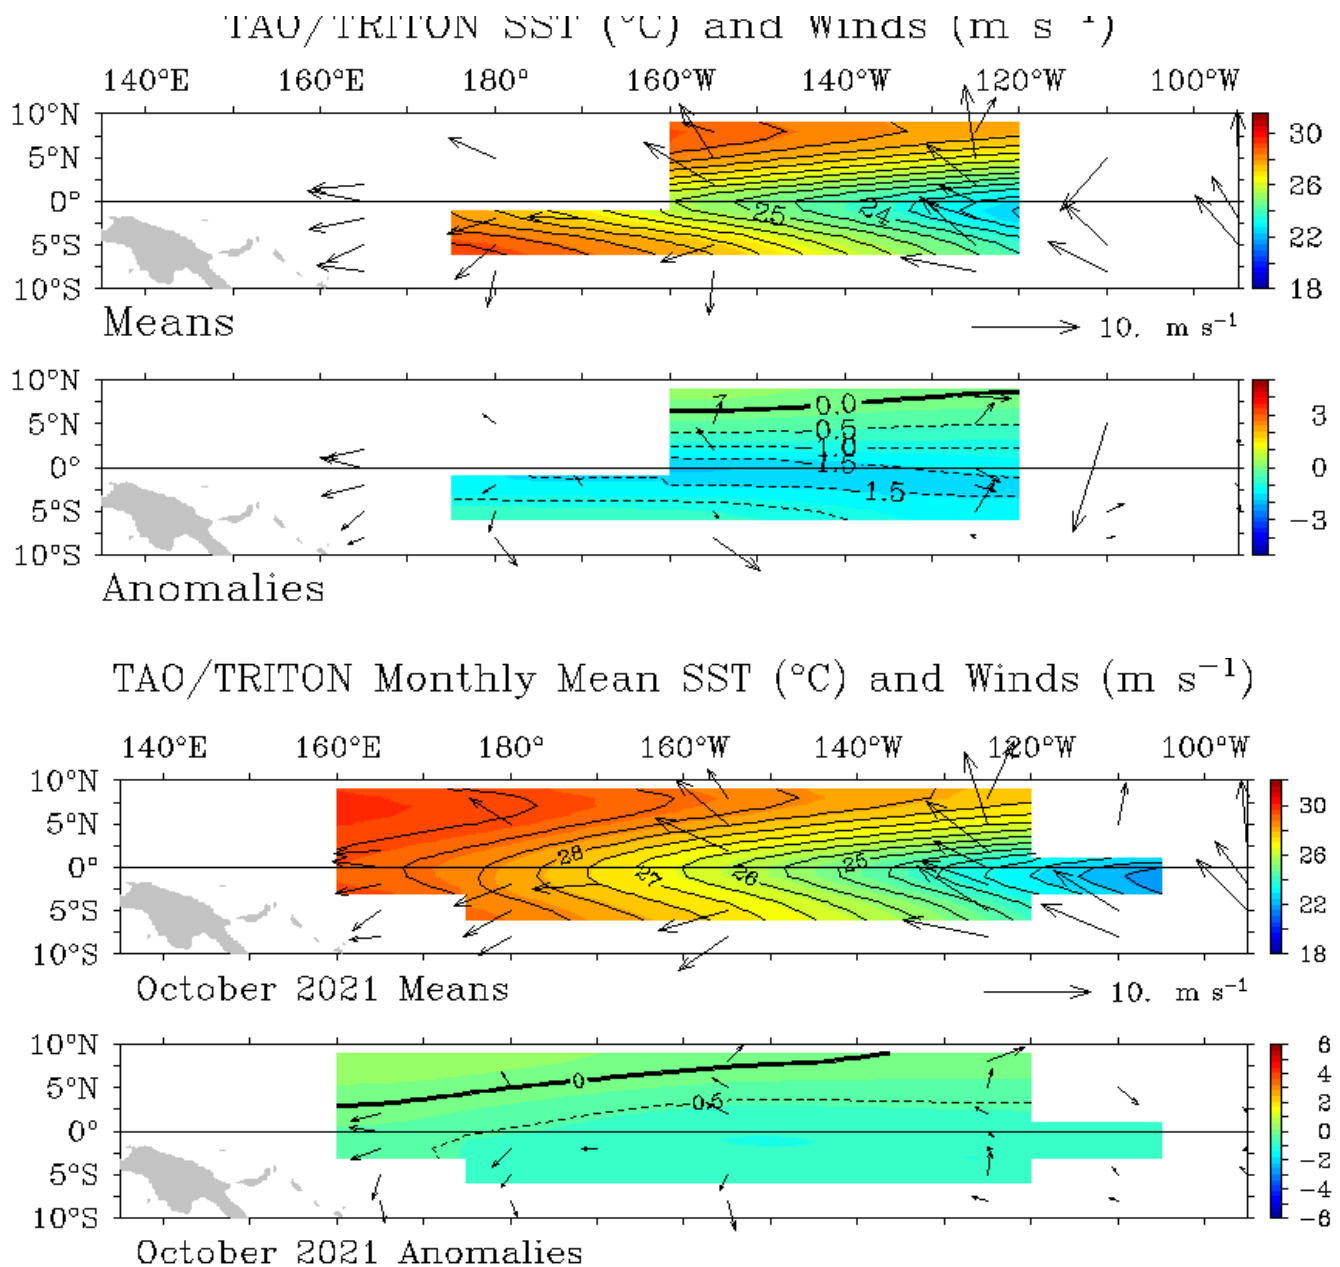 TAO/TRITON SST (°C) and Winds (m s⁻¹)
140°E 160°E 180° 160°W 140°W 120°W 100°W
10°N
5°N
0°
5°S
10°S
25 24
30
26
22
18
Means
10. m s⁻¹
10°N
5°N
0°
5°S
10°S
0.0
0.5
1.0
1.5
1.5
3
0
−3
Anomalies
TAO/TRITON Monthly Mean SST (°C) and Winds (m s⁻¹)
140°E 160°E 180° 160°W 140°W 120°W 100°W
10°N
5°N
0°
5°S
10°S
28 27 26 25
30
26
22
18
October 2021 Means
10. m s⁻¹
10°N
5°N
0°
5°S
10°S
0
0.5
6
4
2
0
−2
−4
−6
October 2021 Anomalies